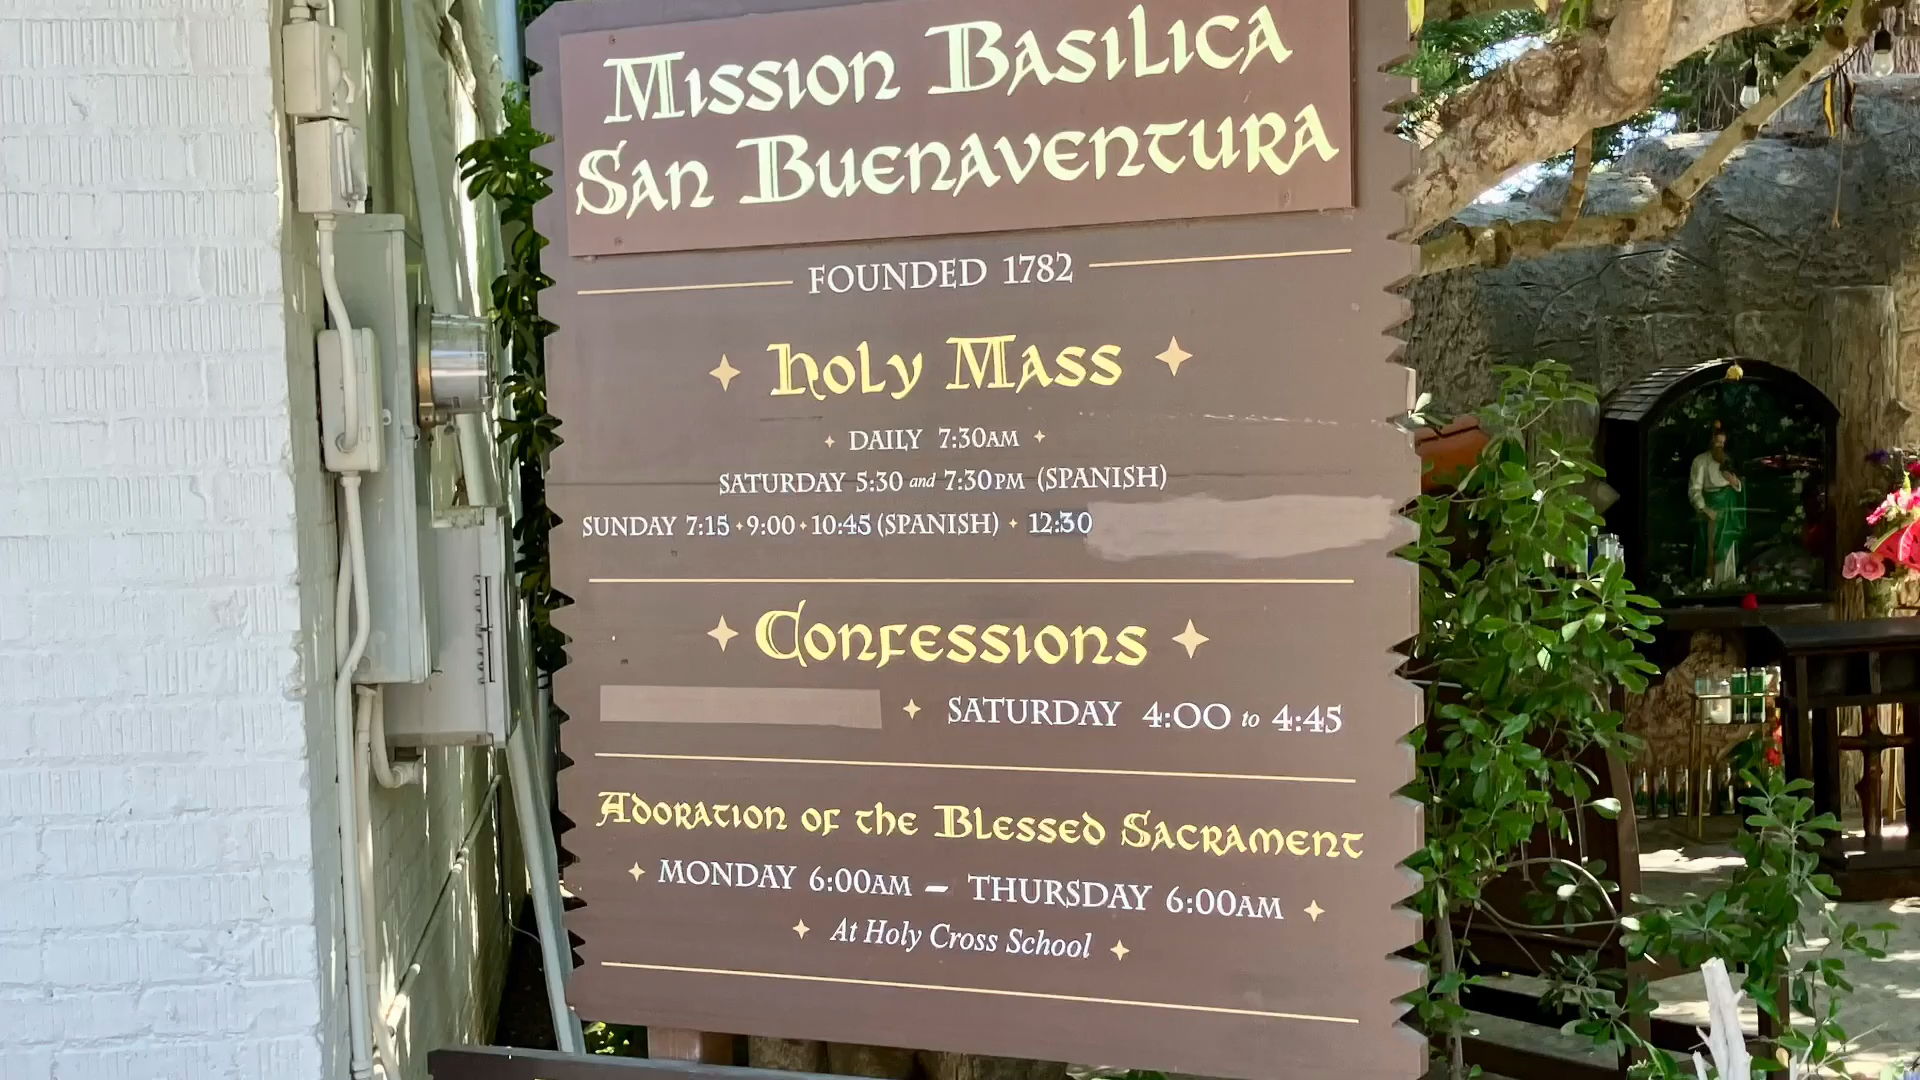 Mission Basilica
San Buenaventura
FOUNDED 1782
Holy Mass
DAILY 7:30AM
SATURDAY 5:30 and 7:30PM (SPANISH)
SUNDAY 7:15 • 9:00 • 10:45 (SPANISH) • 12:30
Confessions
SATURDAY 4:00 to 4:45
Adoration of the Blessed Sacrament
MONDAY 6:00AM – THURSDAY 6:00AM
At Holy Cross School